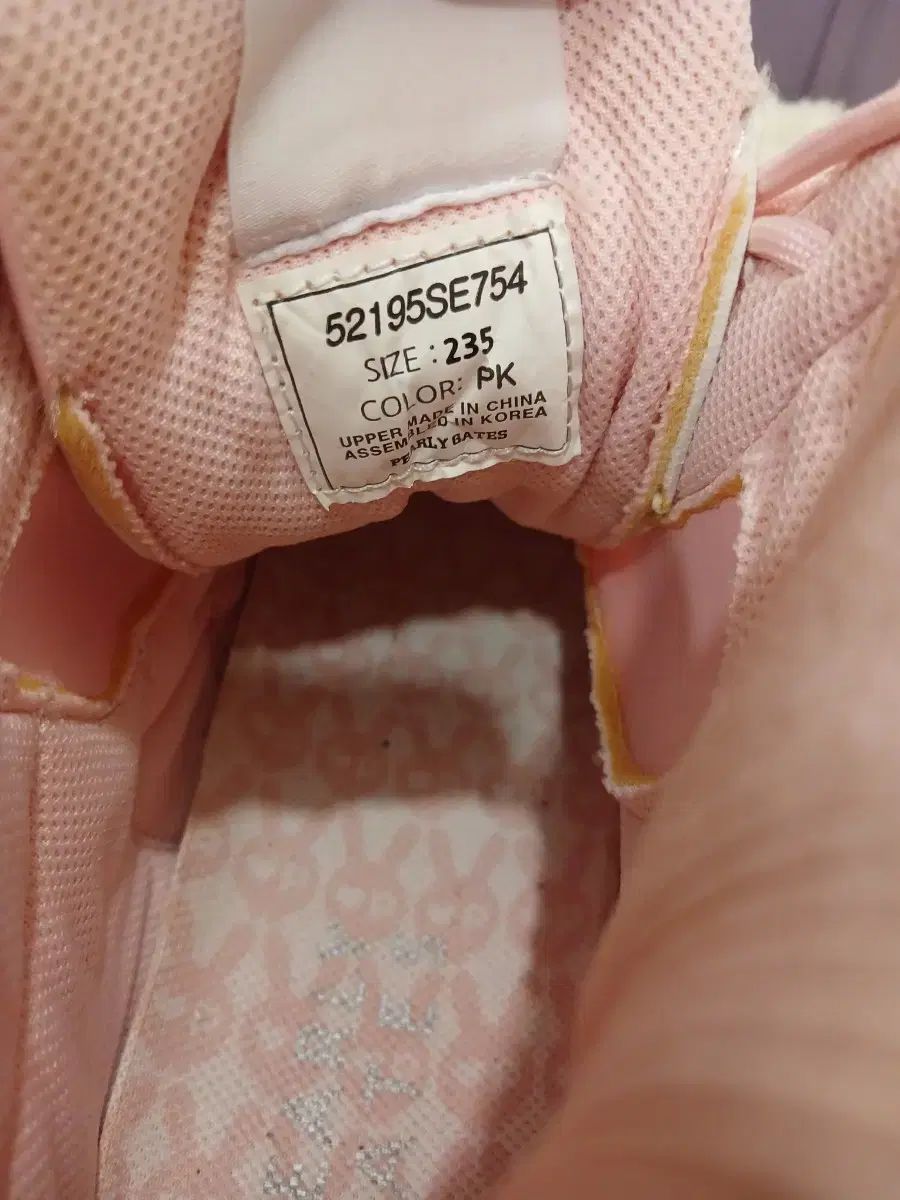 52195SE754
SIZE : 235
COLOR: PK
UPPER MADE IN CHINA
ASSEMBLED IN KOREA
PEARLY GATES